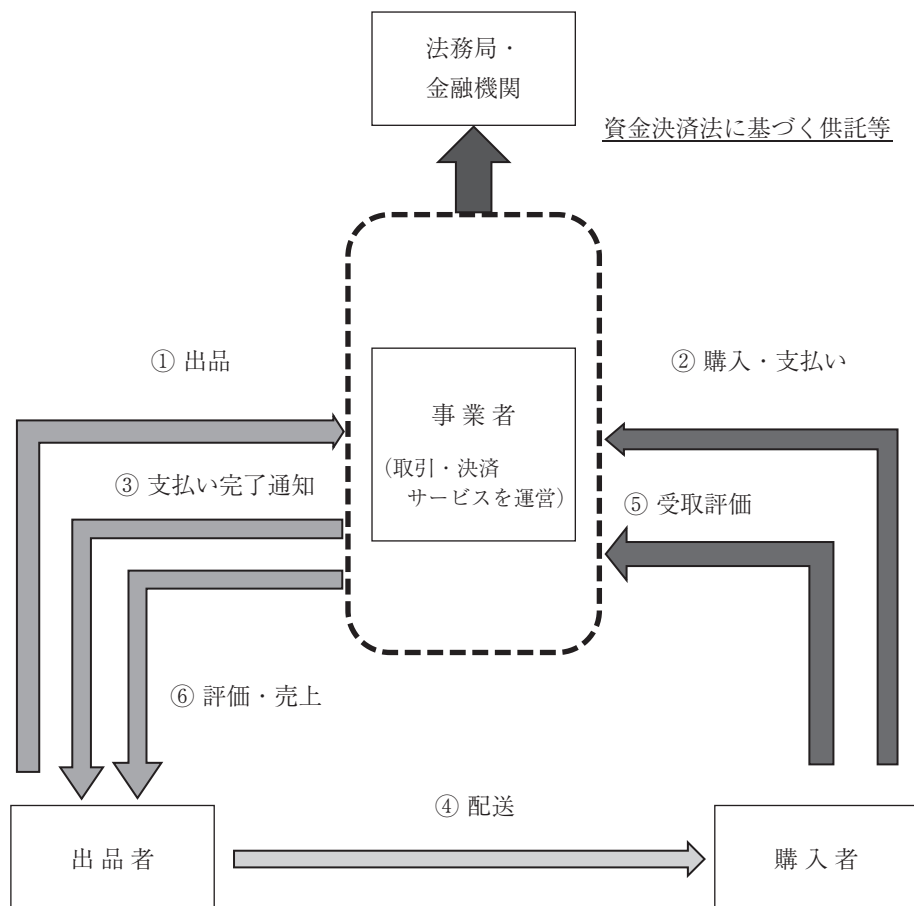 法務局・
金融機関
資金決済法に基づく供託等
① 出品
② 購入・支払い
事業者
（取引・決済
サービスを運営）
③ 支払い完了通知
⑤ 受取評価
⑥ 評価・売上
④ 配送
出品者
購入者